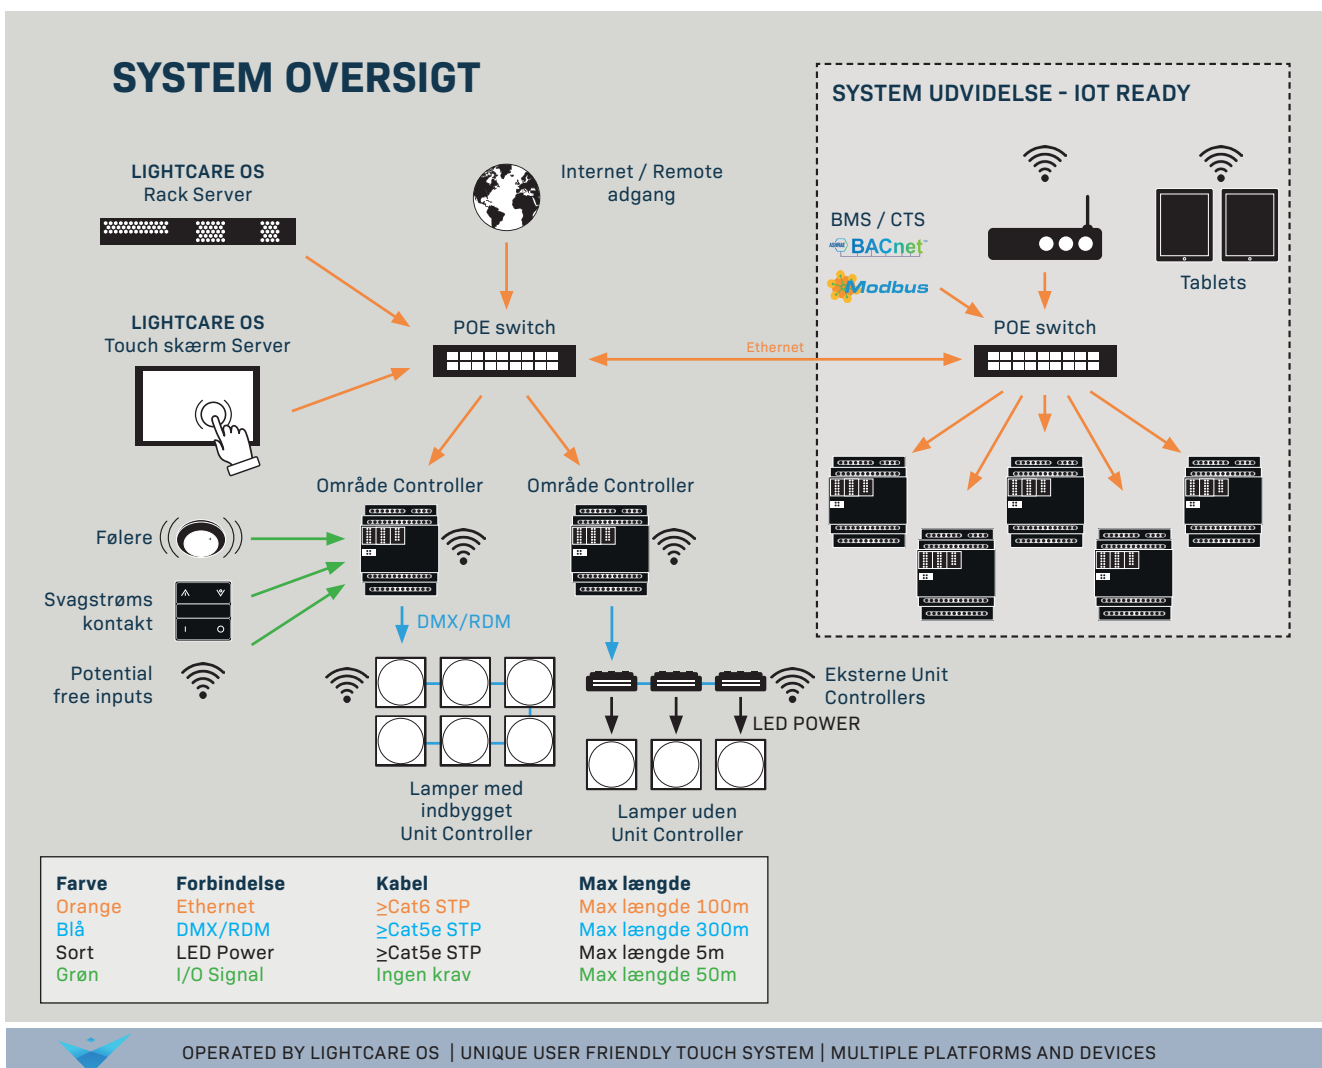 SYSTEM OVERSIGT
SYSTEM UDVIDELSE - IOT READY
LIGHTCARE OS
Rack Server
Internet / Remote
adgang
BMS / CTS
ASHRAE BACnet™
Modbus
Tablets
LIGHTCARE OS
Touch skærm Server
POE switch
Ethernet
POE switch
Område Controller
Område Controller
Følere
Svagstrøms
kontakt
DMX/RDM
Potential
free inputs
Eksterne Unit
Controllers
LED POWER
Lamper med
indbygget
Unit Controller
Lamper uden
Unit Controller
Farve Forbindelse Kabel Max længde
Orange Ethernet ≥Cat6 STP Max længde 100m
Blå DMX/RDM ≥Cat5e STP Max længde 300m
Sort LED Power ≥Cat5e STP Max længde 5m
Grøn I/O Signal Ingen krav Max længde 50m
OPERATED BY LIGHTCARE OS | UNIQUE USER FRIENDLY TOUCH SYSTEM | MULTIPLE PLATFORMS AND DEVICES